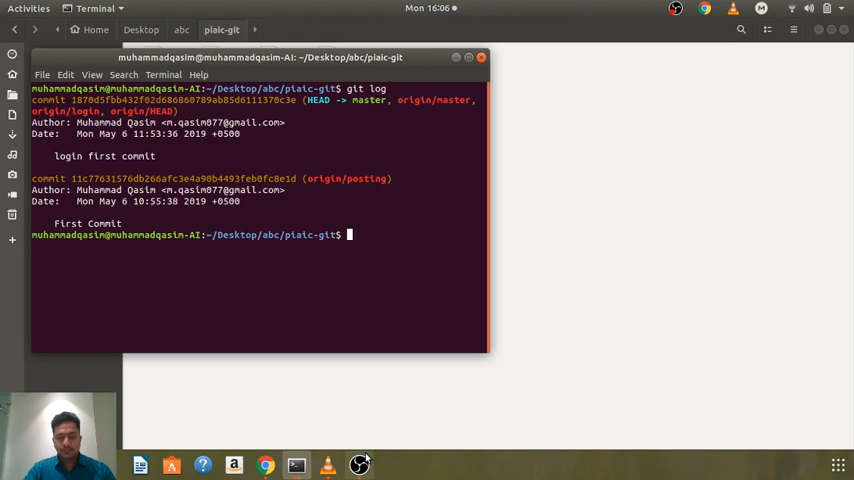 Activities
Terminal
Mon 16:06
M
Home
Desktop
abc
piaic-git
muhammadqasim@muhammadqasim-AI: ~/Desktop/abc/piaic-git
File Edit View Search Terminal Help
muhammadqasim@muhammadqasim-AI:~/Desktop/abc/piaic-git$ git log
commit 1870d5fbb432f02d686860789ab85d6111370c3e (HEAD -> master, origin/master,
origin/login, origin/HEAD)
Author: Muhammad Qasim <m.qasim077@gmail.com>
Date: Mon May 6 11:53:36 2019 +0500
login first commit
commit 11c77631576db266afc3e4a90b4493feb0fc8e1d (origin/posting)
Author: Muhammad Qasim <m.qasim077@gmail.com>
Date: Mon May 6 10:55:38 2019 +0500
First Commit
muhammadqasim@muhammadqasim-AI:~/Desktop/abc/piaic-git$